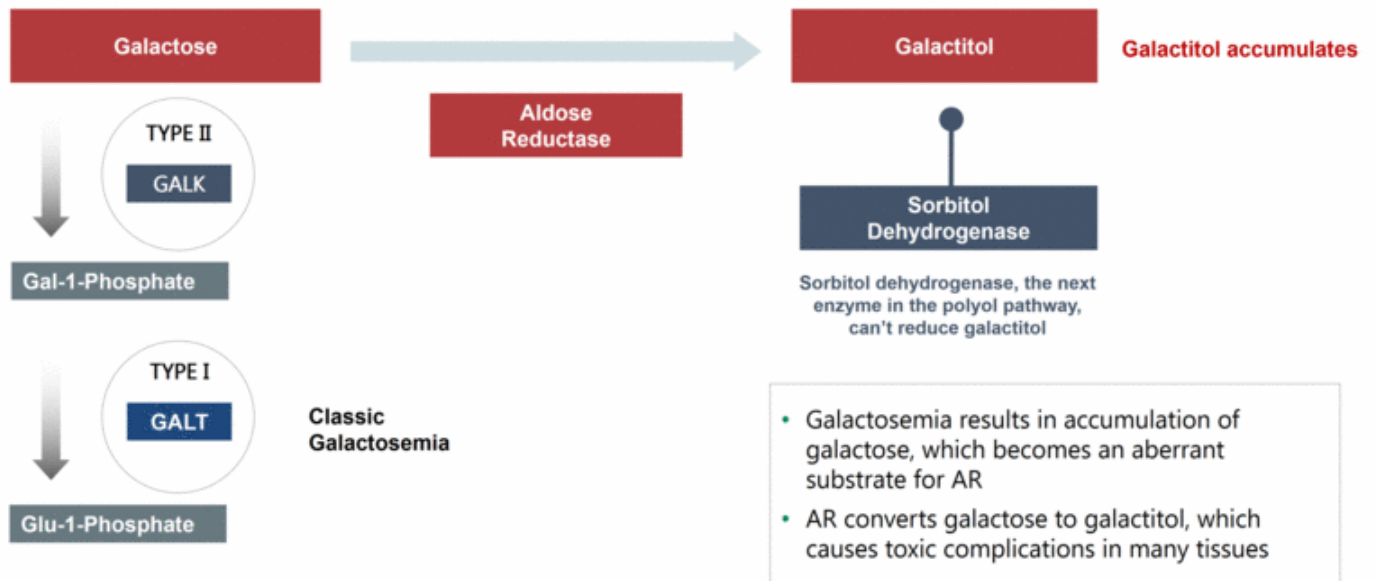 Galactose
Galactitol
Galactitol accumulates
Aldose
Reductase
TYPE II
GALK
Sorbitol
Dehydrogenase
Gal-1-Phosphate
Sorbitol dehydrogenase, the next
enzyme in the polyol pathway,
can't reduce galactitol
TYPE I
GALT
Classic
Galactosemia
Glu-1-Phosphate
• Galactosemia results in accumulation of
galactose, which becomes an aberrant
substrate for AR
• AR converts galactose to galactitol, which
causes toxic complications in many tissues